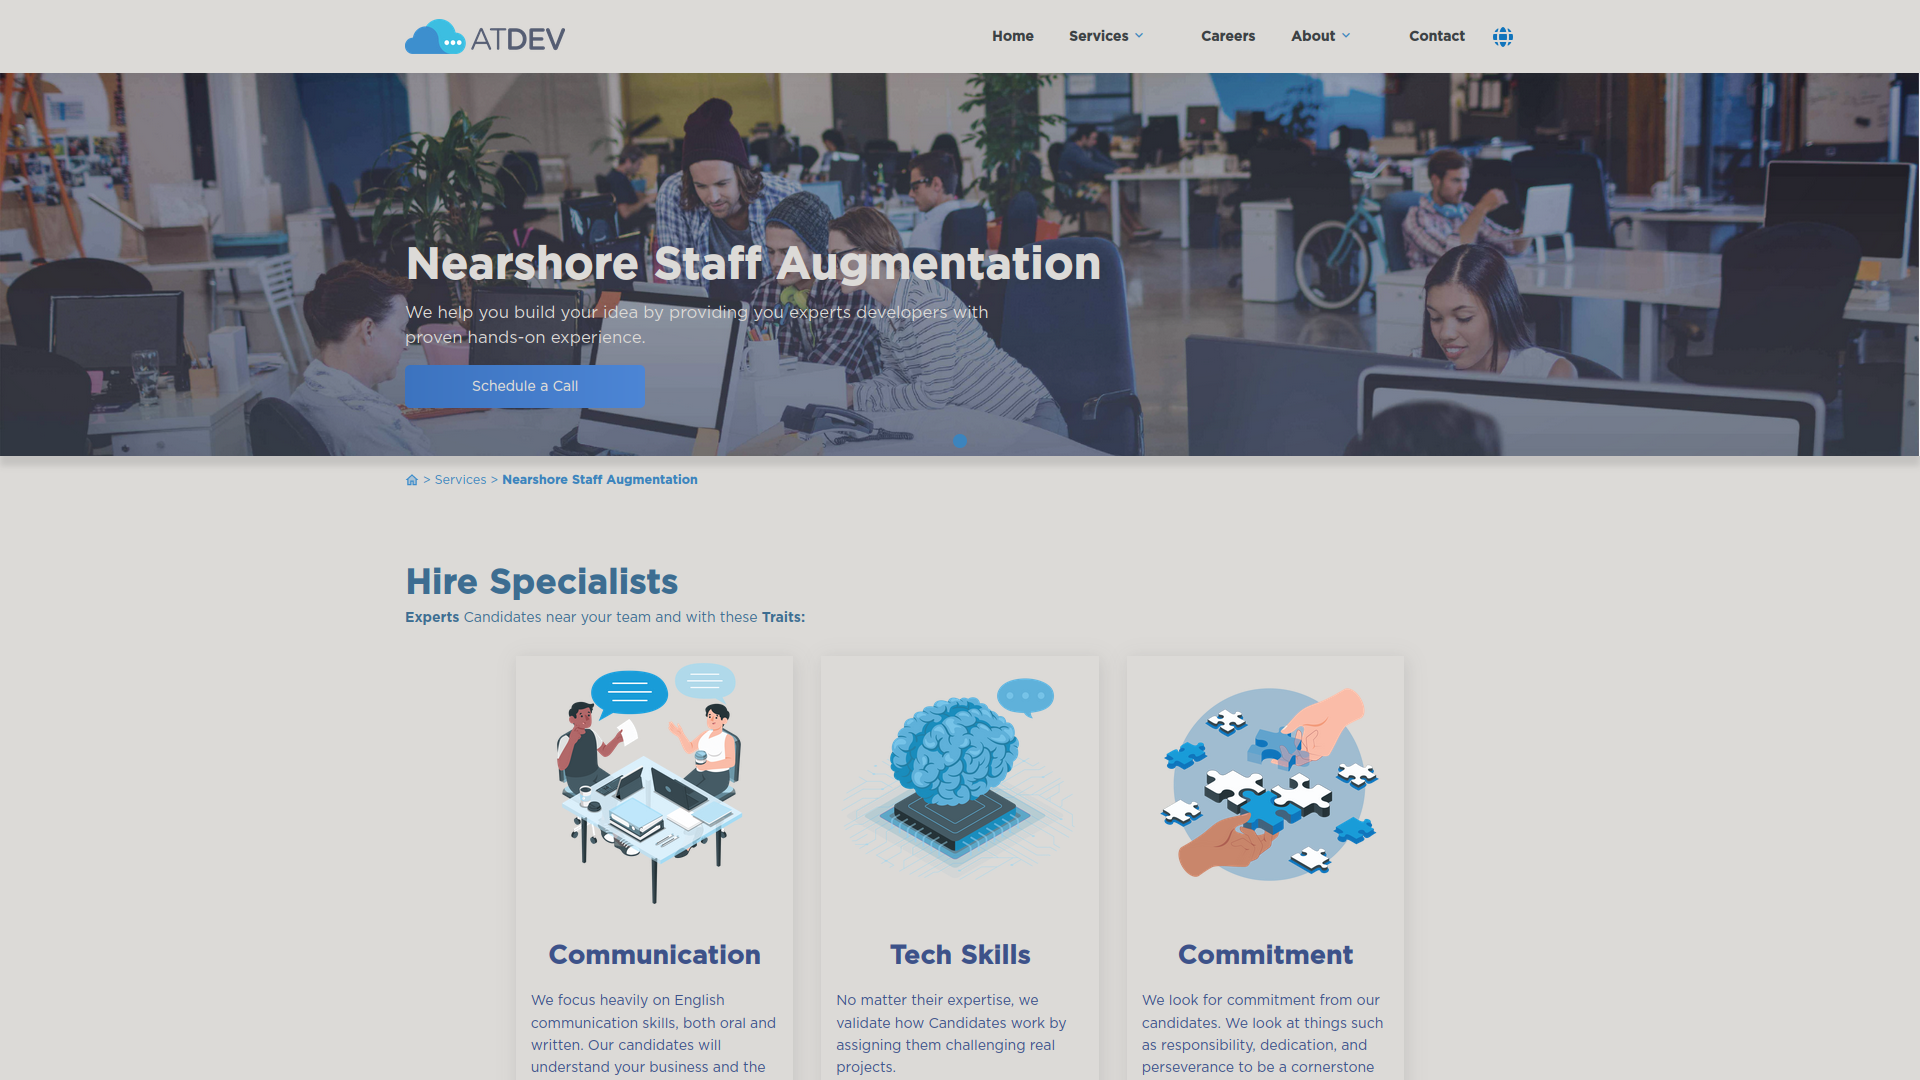 ATDEV
Home
Services
Careers
About
Contact
Nearshore Staff Augmentation
We help you build your idea by providing you experts developers with
proven hands-on experience.
Schedule a Call
> Services > Nearshore Staff Augmentation
Hire Specialists
Experts Candidates near your team and with these Traits:
Communication
We focus heavily on English
communication skills, both oral and
written. Our candidates will
understand your business and the
Tech Skills
No matter their expertise, we
validate how Candidates work by
assigning them challenging real
projects.
Commitment
We look for commitment from our
candidates. We look at things such
as responsibility, dedication, and
perseverance to be a cornerstone